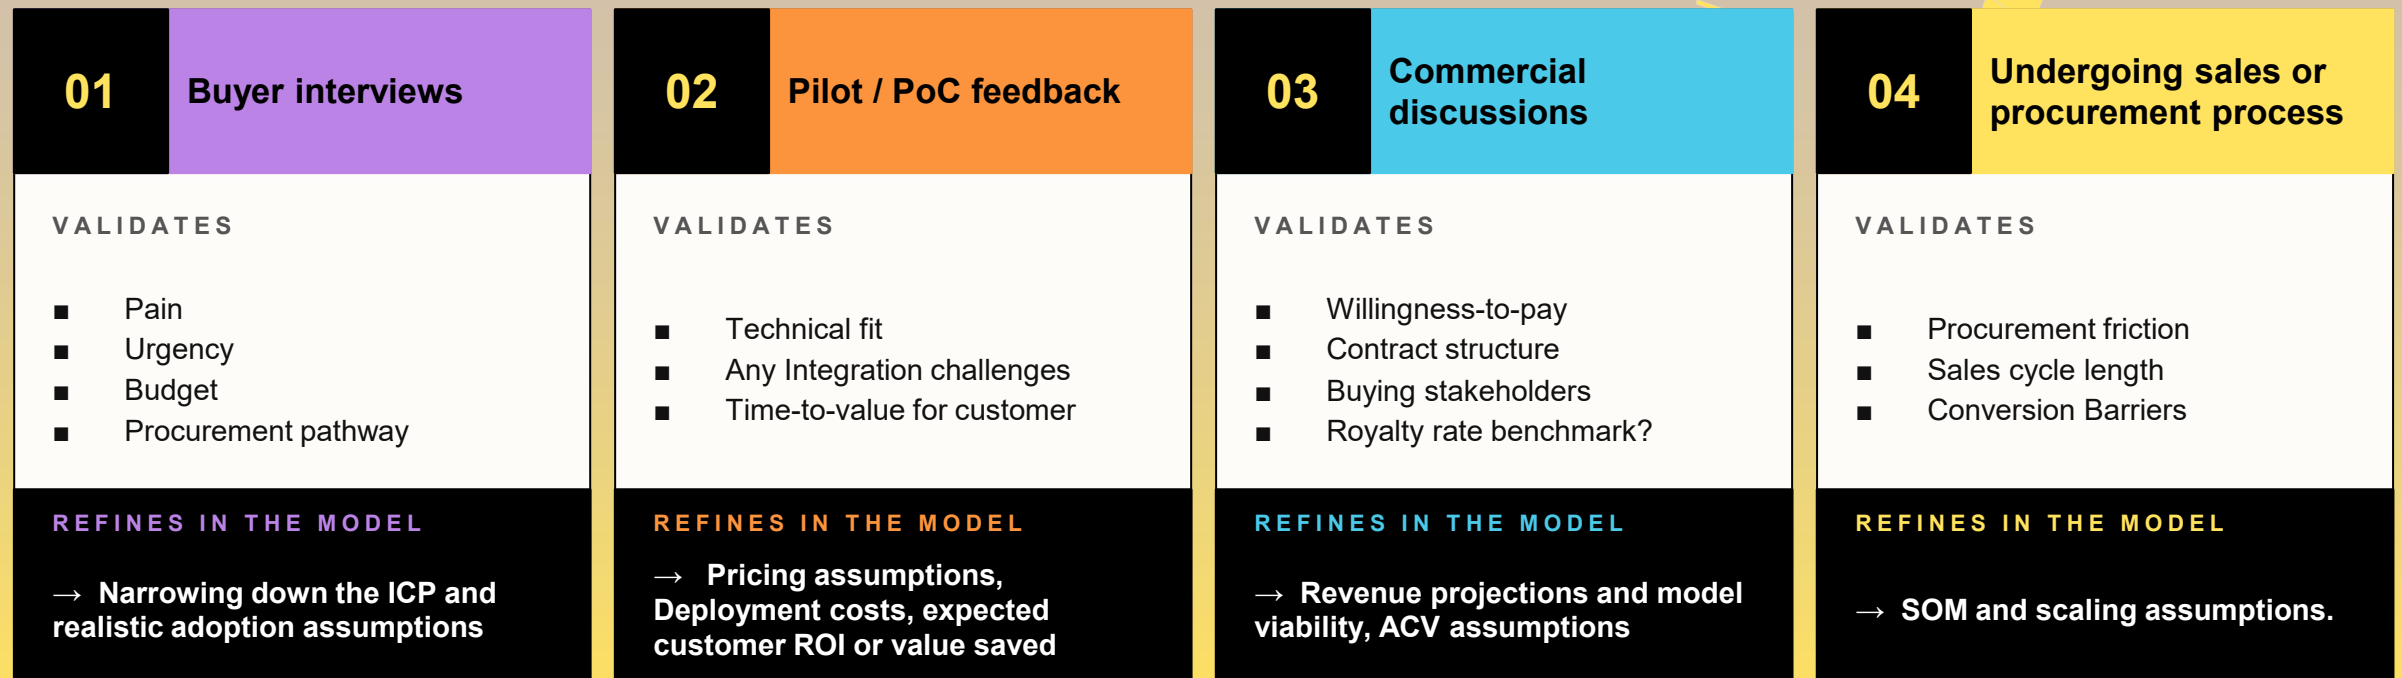 01
Buyer interviews
VALIDATES
■ Pain
■ Urgency
■ Budget
■ Procurement pathway
REFINES IN THE MODEL
→ Narrowing down the ICP and
realistic adoption assumptions
02
Pilot / PoC feedback
VALIDATES
■ Technical fit
■ Any Integration challenges
■ Time-to-value for customer
REFINES IN THE MODEL
→ Pricing assumptions,
Deployment costs, expected
customer ROI or value saved
03
Commercial
discussions
VALIDATES
■ Willingness-to-pay
■ Contract structure
■ Buying stakeholders
■ Royalty rate benchmark?
REFINES IN THE MODEL
→ Revenue projections and model
viability, ACV assumptions
04
Undergoing sales or
procurement process
VALIDATES
■ Procurement friction
■ Sales cycle length
■ Conversion Barriers
REFINES IN THE MODEL
→ SOM and scaling assumptions.